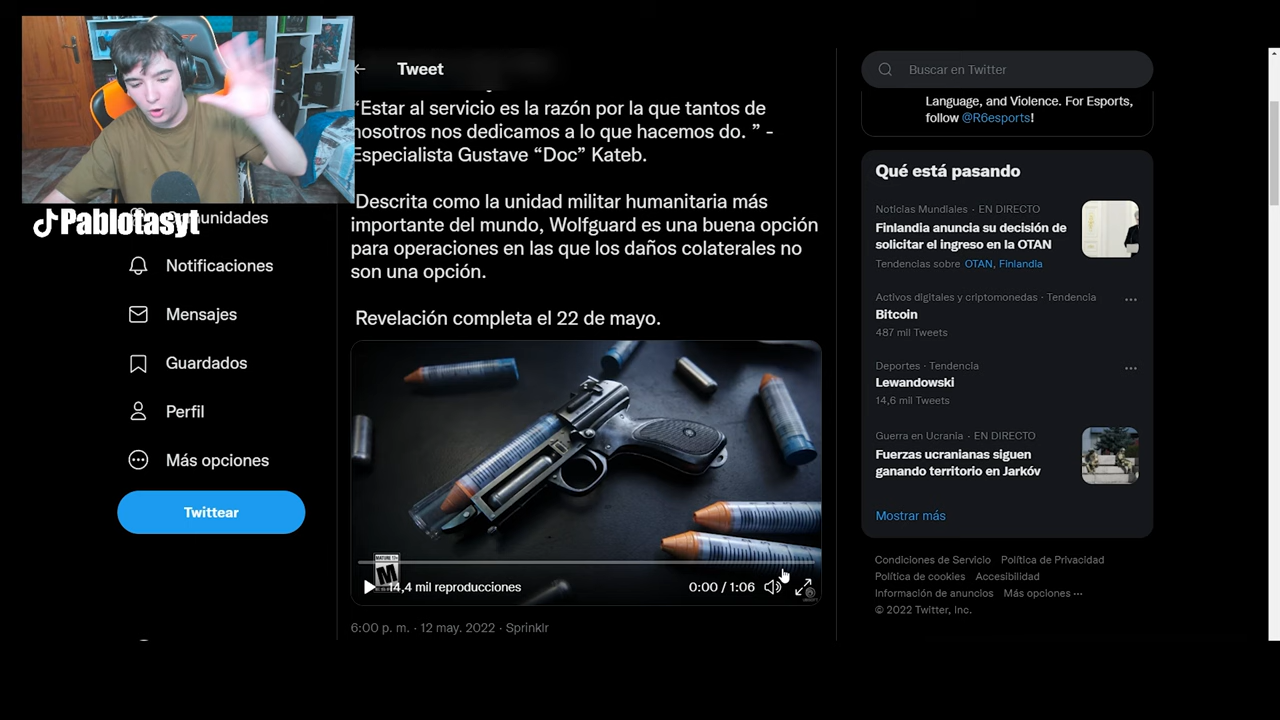 Tweet
“Estar al servicio es la razón por la que tantos de
nosotros nos dedicamos a lo que hacemos do. ” -
Especialista Gustave “Doc” Kateb.
Descrita como la unidad militar humanitaria más
importante del mundo, Wolfguard es una buena opción
para operaciones en las que los daños colaterales no
son una opción.
Revelación completa el 22 de mayo.
MATURE 17+
M
14,4 mil reproducciones
0:00 / 1:06
6:00 p. m. · 12 may. 2022 · Sprinklr
Pablotasyt
Notificaciones
Mensajes
Guardados
Perfil
Más opciones
Twittear
Buscar en Twitter
Language, and Violence. For Esports,
follow @R6esports!
Qué está pasando
Noticias Mundiales · EN DIRECTO
Finlandia anuncia su decisión de
solicitar el ingreso en la OTAN
Tendencias sobre OTAN, Finlandia
Activos digitales y criptomonedas · Tendencia
Bitcoin
487 mil Tweets
Deportes · Tendencia
Lewandowski
14,6 mil Tweets
Guerra en Ucrania · EN DIRECTO
Fuerzas ucranianas siguen
ganando territorio en Jarkóv
Mostrar más
Condiciones de Servicio Política de Privacidad
Política de cookies Accesibilidad
Información de anuncios Más opciones ···
© 2022 Twitter, Inc.